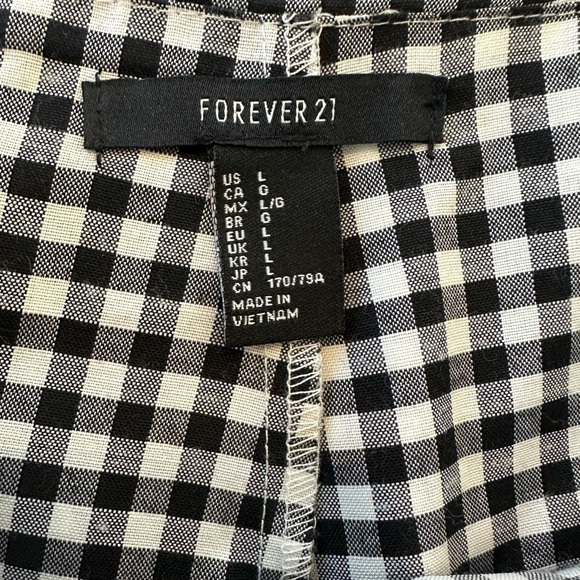 FOREVER 21
US L
CA G
MX L/G
BR G
EU L
UK L
KR L
JP L
CN 170/79A
MADE IN
VIETNAM